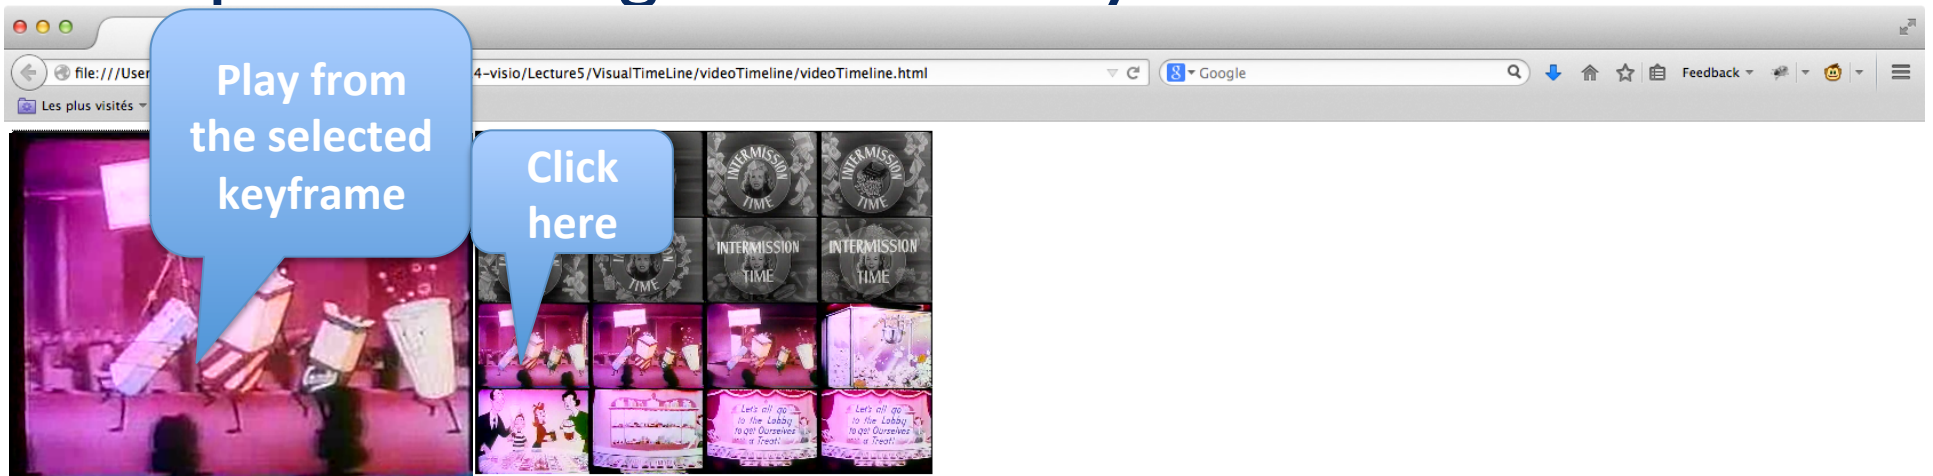 file:///User
4-visio/Lecture5/VisualTimeLine/videoTimeline/videoTimeline.html
Google
Feedback
Les plus visités
Play from
the selected
keyframe
Click
here
INTERMISSION
TIME
INTERMISSION
TIME
TIME
INTERMISSION
TIME
INTERMISSION
TIME
Let's all go
to the Lobby
to get Ourselves
a Treat!
Let's all go
to the Lobby
to get Ourselves
a Treat!